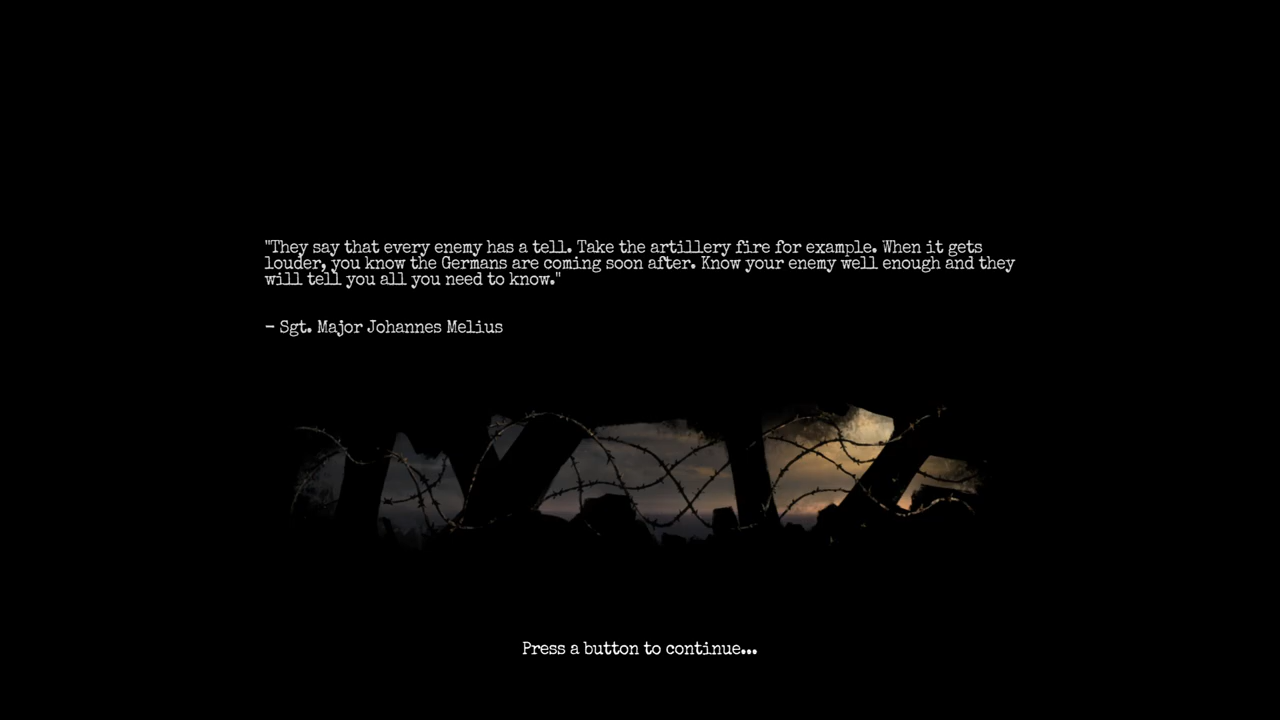 "They say that every enemy has a tell. Take the artillery fire for example. When it gets
louder, you know the Germans are coming soon after. Know your enemy well enough and they
will tell you all you need to know."
- Sgt. Major Johannes Melius
Press a button to continue...